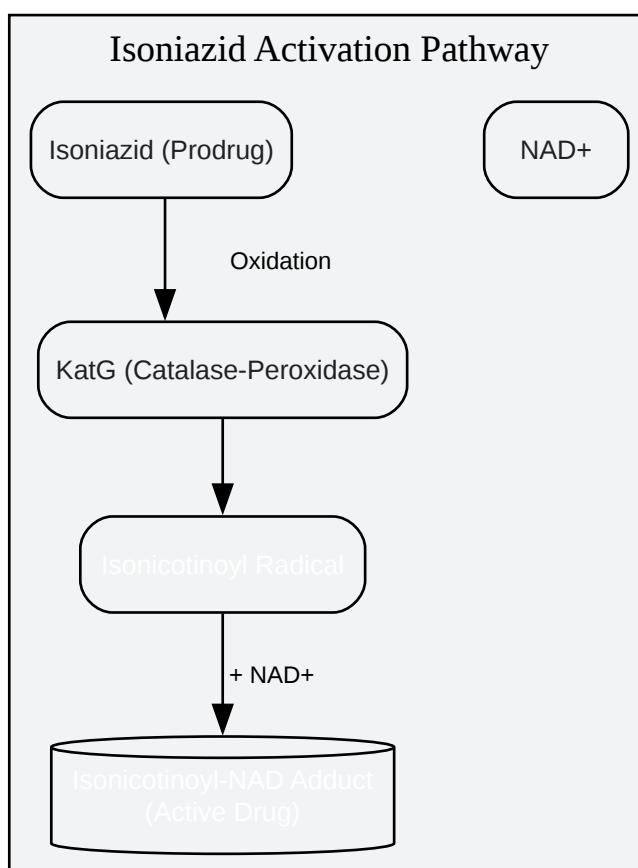 Isoniazid Activation Pathway
Isoniazid (Prodrug)
NAD+
Oxidation
KatG (Catalase-Peroxidase)
Isonicotinoyl Radical
+ NAD+
Isonicotinoyl-NAD Adduct
(Active Drug)